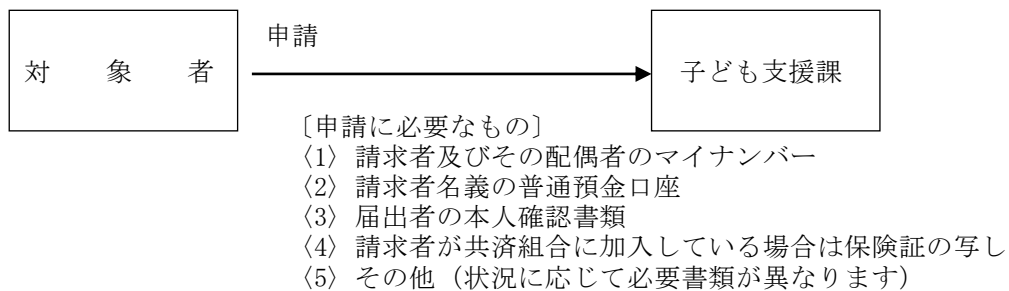 申請
対　象　者
子ども支援課
〔申請に必要なもの〕
〈1〉請求者及びその配偶者のマイナンバー
〈2〉請求者名義の普通預金口座
〈3〉届出者の本人確認書類
〈4〉請求者が共済組合に加入している場合は保険証の写し
〈5〉その他（状況に応じて必要書類が異なります）